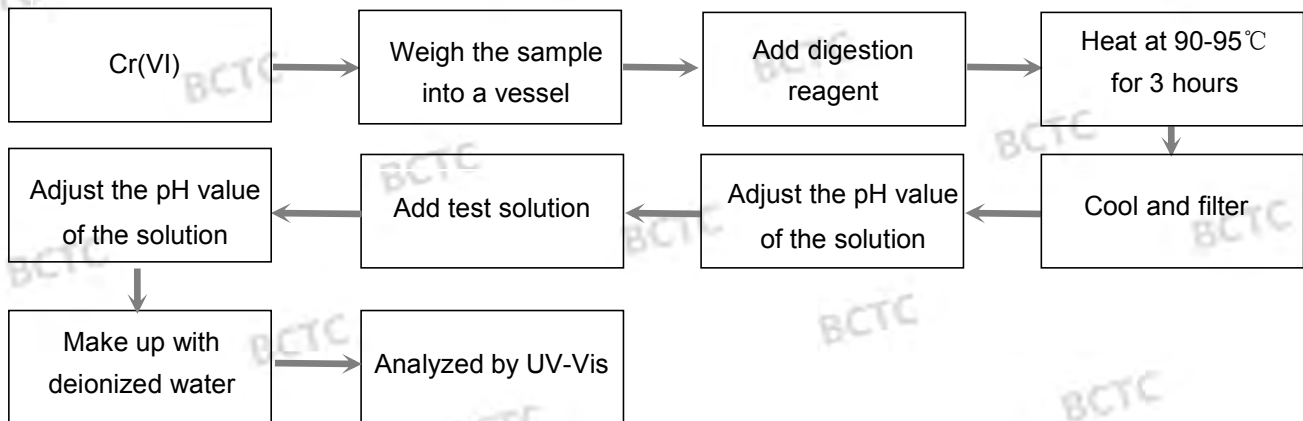 Cr(VI)
Weigh the sample
into a vessel
Add digestion
reagent
Heat at 90-95℃
for 3 hours
Cool and filter
Adjust the pH value
of the solution
Add test solution
Adjust the pH value
of the solution
Make up with
deionized water
Analyzed by UV-Vis
BCTC
BCTC
BCTC
BCTC
BCTC
BCTC
BCTC
BCTC
BCTC
BCTC